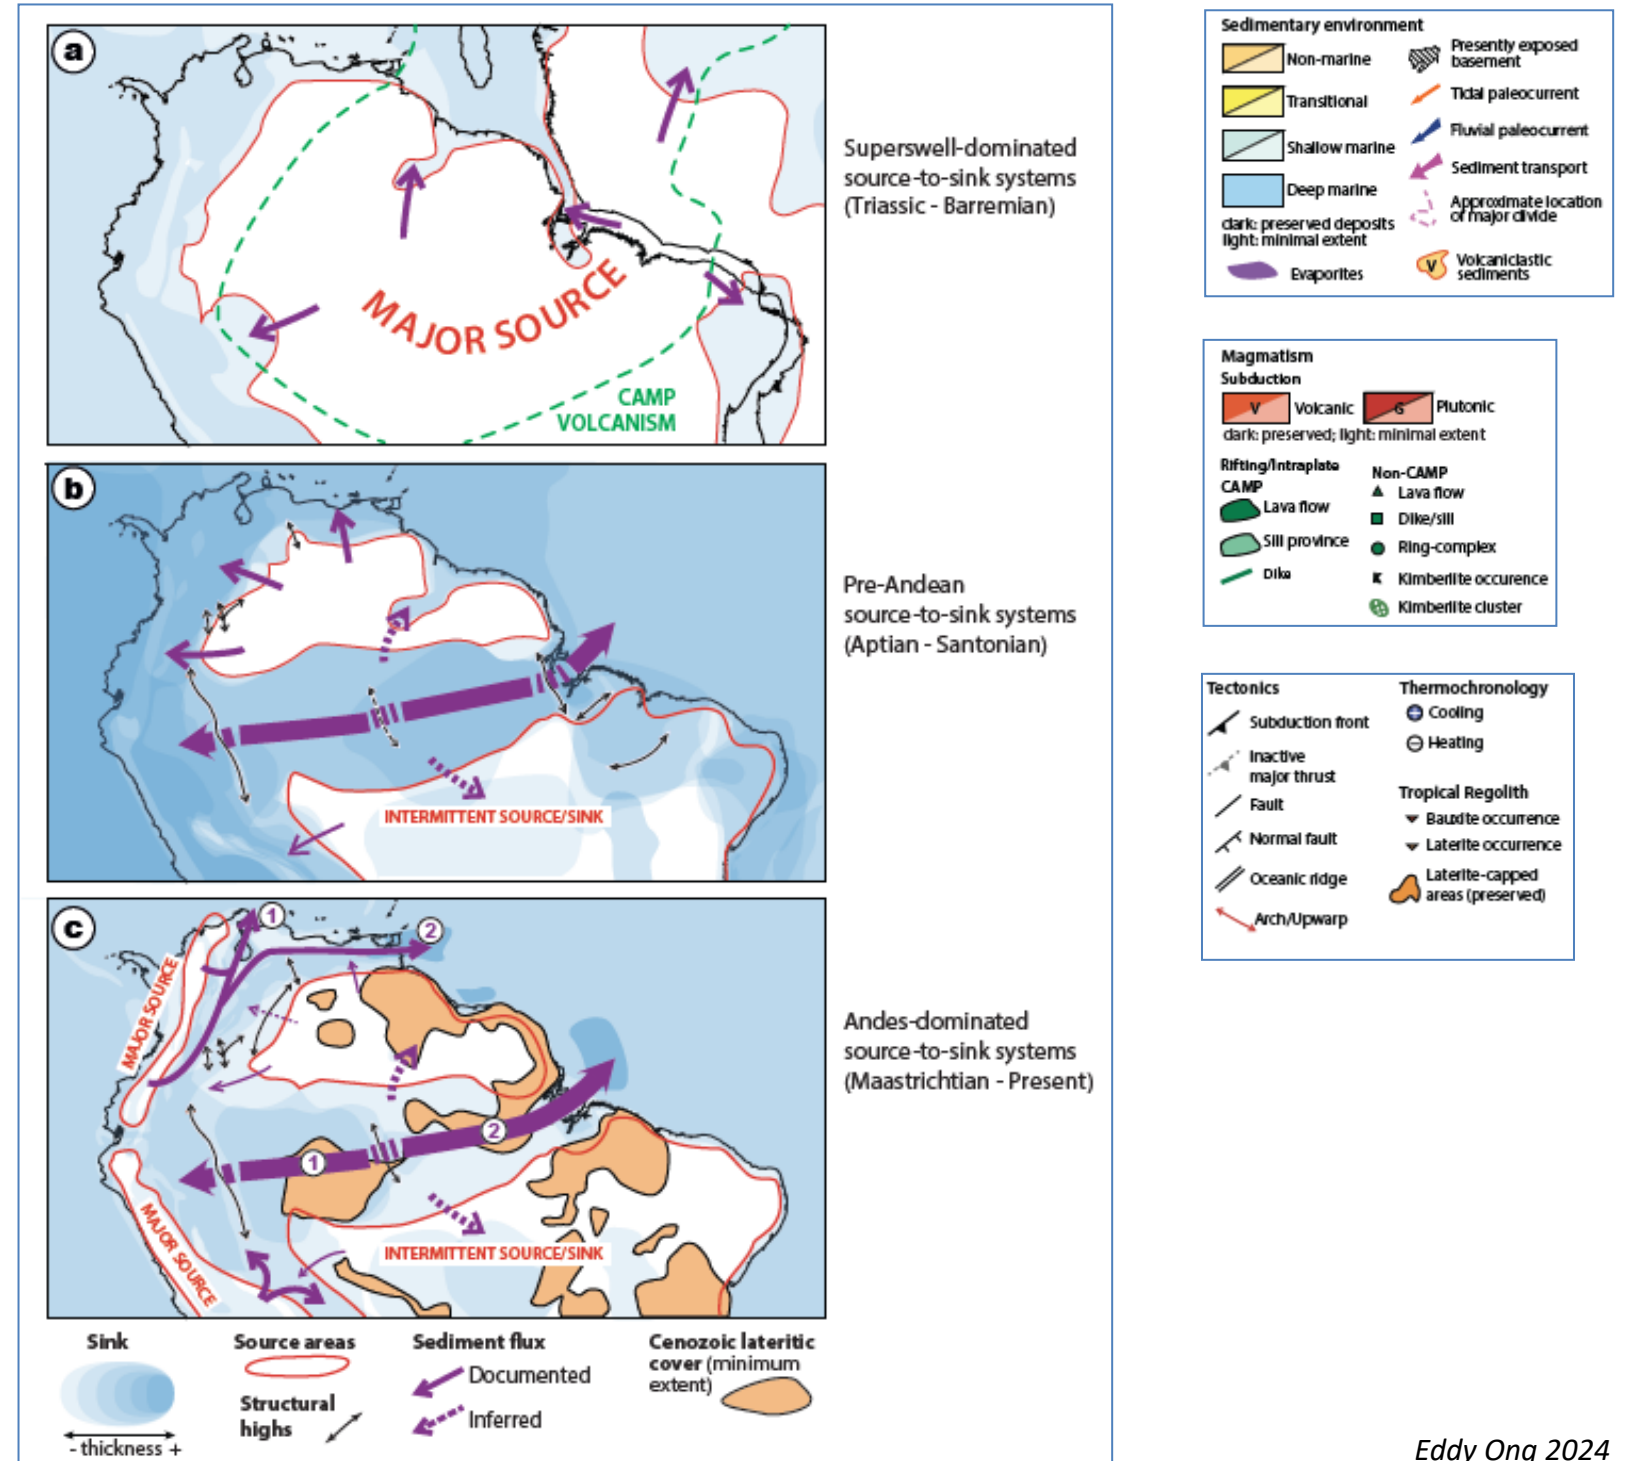 a
MAJOR SOURCE
CAMP
VOLCANISM
Superswell-dominated
source-to-sink systems
(Triassic - Barremian)
b
INTERMITTENT SOURCE/SINK
Pre-Andean
source-to-sink systems
(Aptian - Santonian)
c
1
2
MAJOR SOURCE
2
1
MAJOR SOURCE
INTERMITTENT SOURCE/SINK
Andes-dominated
source-to-sink systems
(Maastrichtian - Present)
Sink
- thickness +
Source areas
Structural
highs
Sediment flux
Documented
Inferred
Cenozoic lateritic
cover (minimum
extent)
Sedimentary environment
Non-marine
Transitional
Shallow marine
Deep marine
dark: preserved deposits
light: minimal extent
Evaporites
Presently exposed
basement
Tidal paleocurrent
Fluvial paleocurrent
Sediment transport
Approximate location
of major divide
V
Volcaniclastic
sediments
Magmatism
Subduction
V Volcanic G Plutonic
dark: preserved; light: minimal extent
Rifting/Intraplate
CAMP
Lava flow
Sill province
Dike
Non-CAMP
Lava flow
Dike/sill
Ring-complex
K Kimberlite occurence
Kimberlite cluster
Tectonics
Subduction front
Inactive
major thrust
Fault
Normal fault
Oceanic ridge
Arch/Upwarp
Thermochronology
Cooling
Heating
Tropical Regolith
Bauxite occurrence
Laterite occurrence
Laterite-capped
areas (preserved)
Eddy Ong 2024